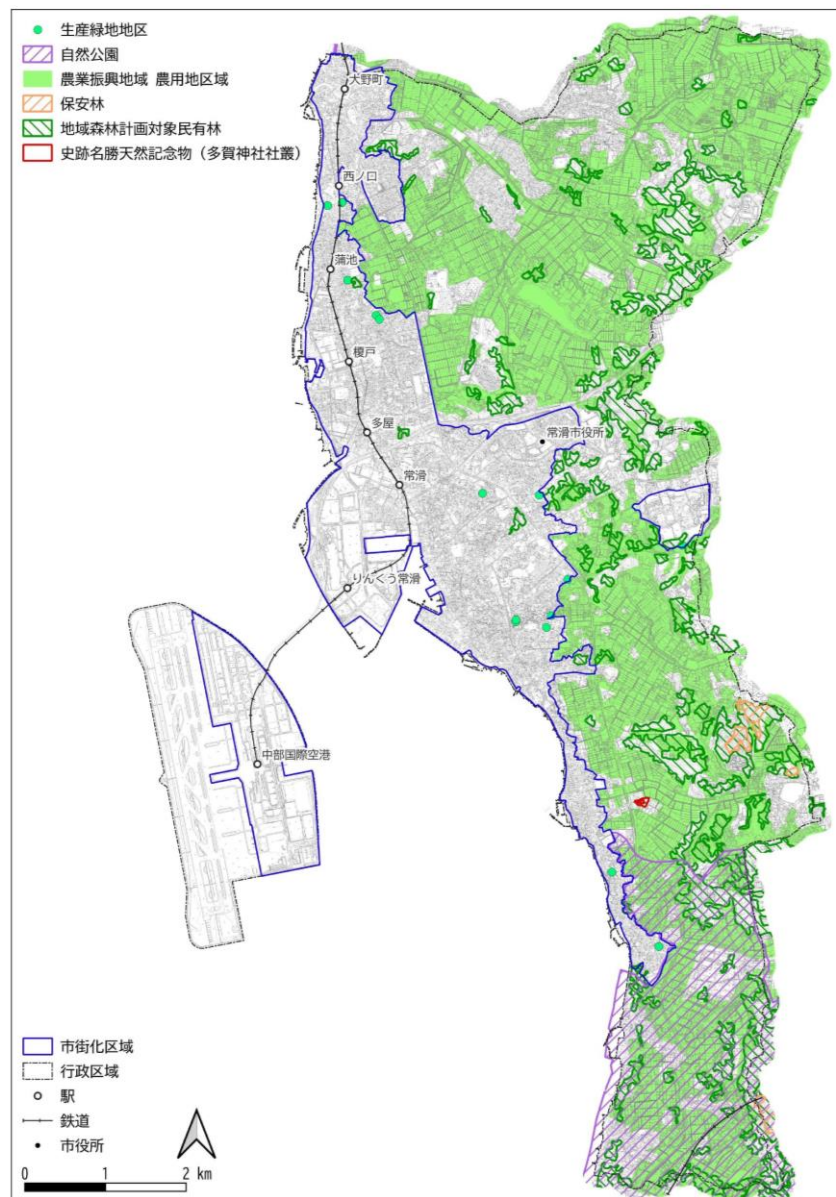 生産緑地地区
自然公園
農業振興地域 農用地区域
保安林
地域森林計画対象民有林
史跡名勝天然記念物（多賀神社社叢）
大野町
西ノ口
蒲池
榎戸
多屋
常滑市役所
常滑
りんくう常滑
中部国際空港
市街化区域
行政区域
駅
鉄道
市役所
0 1 2 km